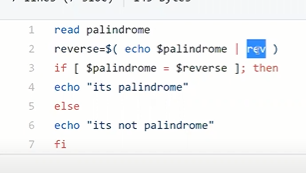 1 read palindrome
2 reverse=$( echo $palindrome | rev )
3 if [ $palindrome = $reverse ]; then
4 echo "its palindrome"
5 else
6 echo "its not palindrome"
7 fi